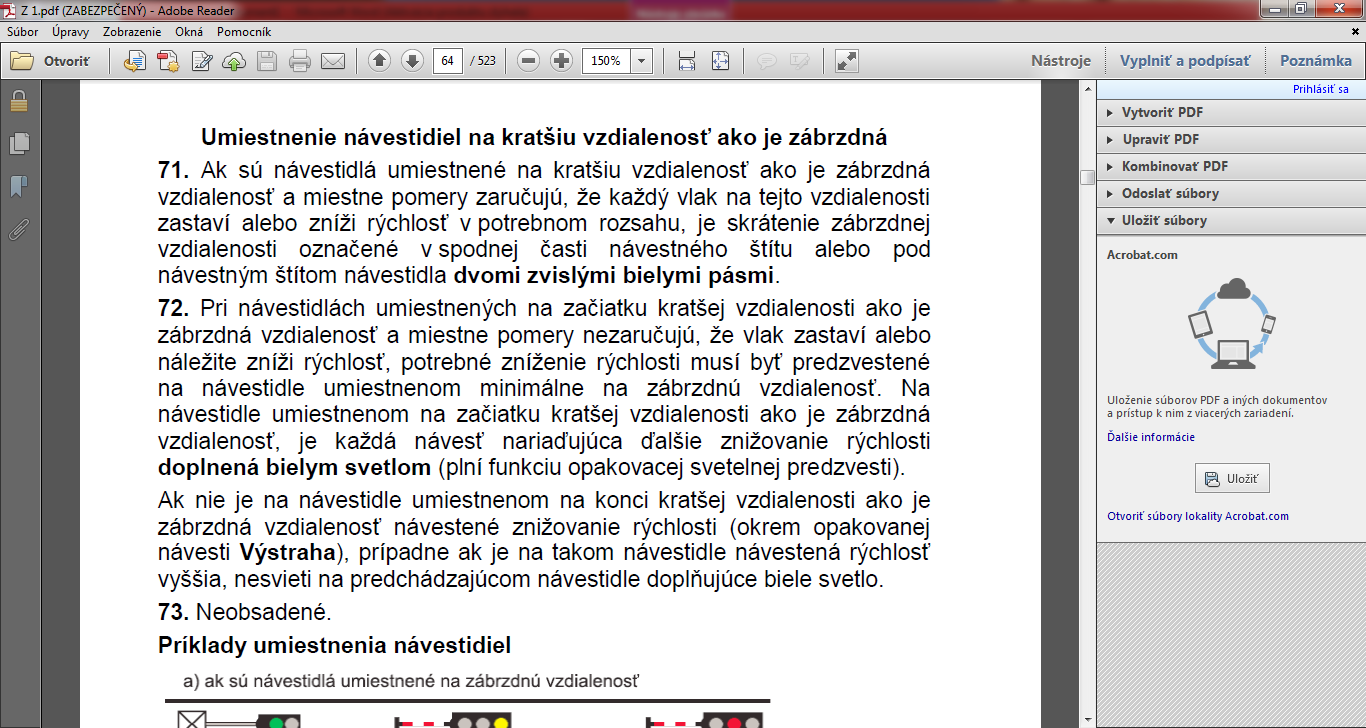 Z 1.pdf (ZABEZPEČENÝ) - Adobe Reader
Súbor Úpravy Zobrazenie Okná Pomocník
Otvoriť 64 / 523 150% Nástroje Vyplniť a podpísať Poznámka
Prihlásiť sa
Vytvoriť PDF
Upraviť PDF
Kombinovať PDF
Odoslať súbory
Uložiť súbory
Acrobat.com
Uloženie súborov PDF a iných dokumentov
a prístup k nim z viacerých zariadení.
Ďalšie informácie
Uložiť
Otvoriť súbory lokality Acrobat.com
Umiestnenie návestidiel na kratšiu vzdialenosť ako je zábrzdná
71. Ak sú návestidlá umiestnené na kratšiu vzdialenosť ako je zábrzdná
vzdialenosť a miestne pomery zaručujú, že každý vlak na tejto vzdialenosti
zastaví alebo zníži rýchlosť v potrebnom rozsahu, je skrátenie zábrzdnej
vzdialenosti označené v spodnej časti návestného štítu alebo pod
návestným štítom návestidla dvomi zvislými bielymi pásmi.
72. Pri návestidlách umiestnených na začiatku kratšej vzdialenosti ako je
zábrzdná vzdialenosť a miestne pomery nezaručujú, že vlak zastaví alebo
náležite zníži rýchlosť, potrebné zníženie rýchlosti musí byť predzvestené
na návestidle umiestnenom minimálne na zábrzdnú vzdialenosť. Na
návestidle umiestnenom na začiatku kratšej vzdialenosti ako je zábrzdná
vzdialenosť, je každá návesť nariaďujúca ďalšie znižovanie rýchlosti
doplnená bielym svetlom (plní funkciu opakovacej svetelnej predzvesti).
Ak nie je na návestidle umiestnenom na konci kratšej vzdialenosti ako je
zábrzdná vzdialenosť návestené znižovanie rýchlosti (okrem opakovanej
návesti Výstraha), prípadne ak je na takom návestidle návestená rýchlosť
vyššia, nesvieti na predchádzajúcom návestidle doplňujúce biele svetlo.
73. Neobsadené.
Príklady umiestnenia návestidiel
a) ak sú návestidlá umiestnené na zábrzdnú vzdialenosť